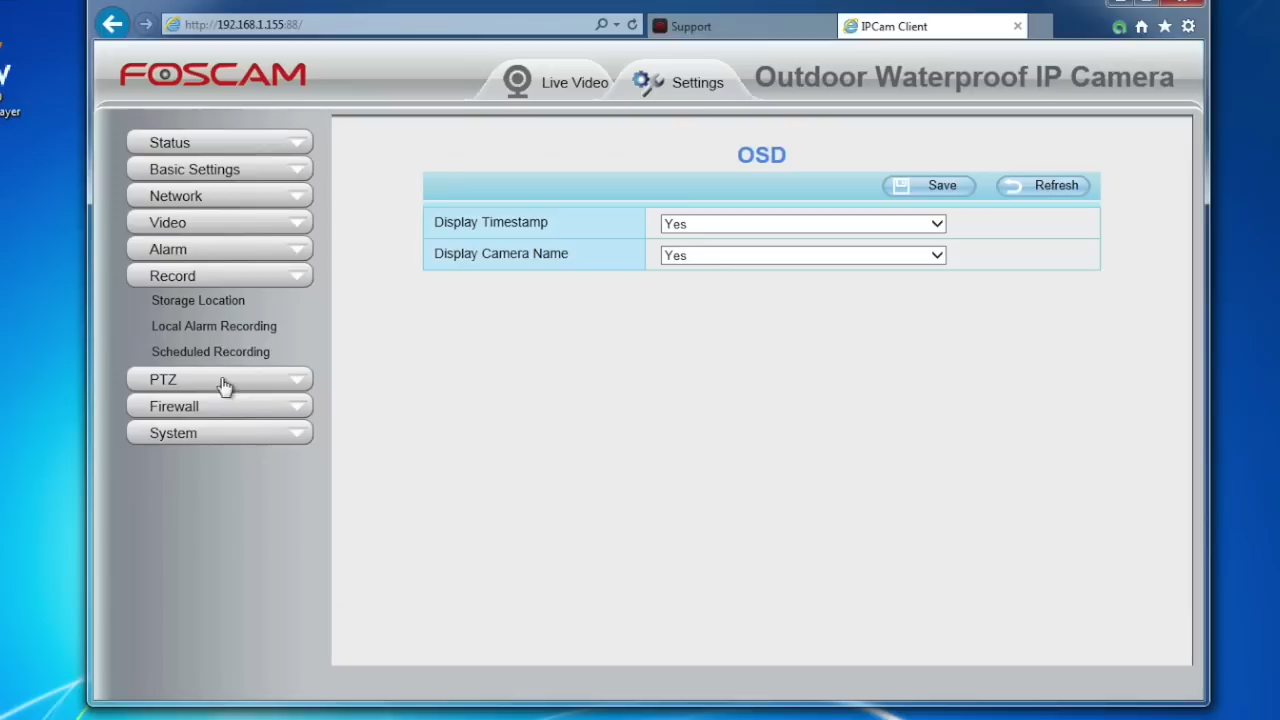 http://192.168.1.155:88/
Support
IPCam Client
FOSCAM
Live Video
Settings
Outdoor Waterproof IP Camera
ayer
Status
Basic Settings
Network
Video
Alarm
Record
Storage Location
Local Alarm Recording
Scheduled Recording
PTZ
Firewall
System
OSD
Save
Refresh
Display Timestamp
Yes
Display Camera Name
Yes